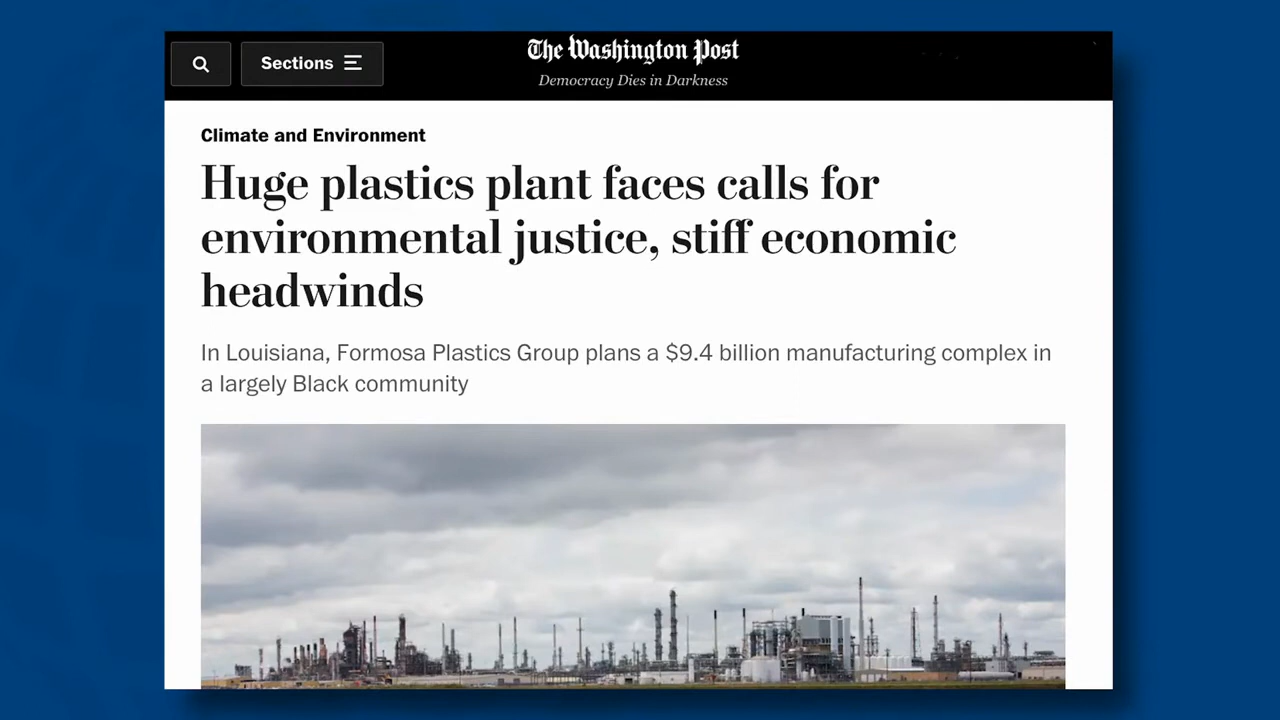 Sections
The Washington Post
Democracy Dies in Darkness
Climate and Environment
Huge plastics plant faces calls for
environmental justice, stiff economic
headwinds
In Louisiana, Formosa Plastics Group plans a $9.4 billion manufacturing complex in
a largely Black community